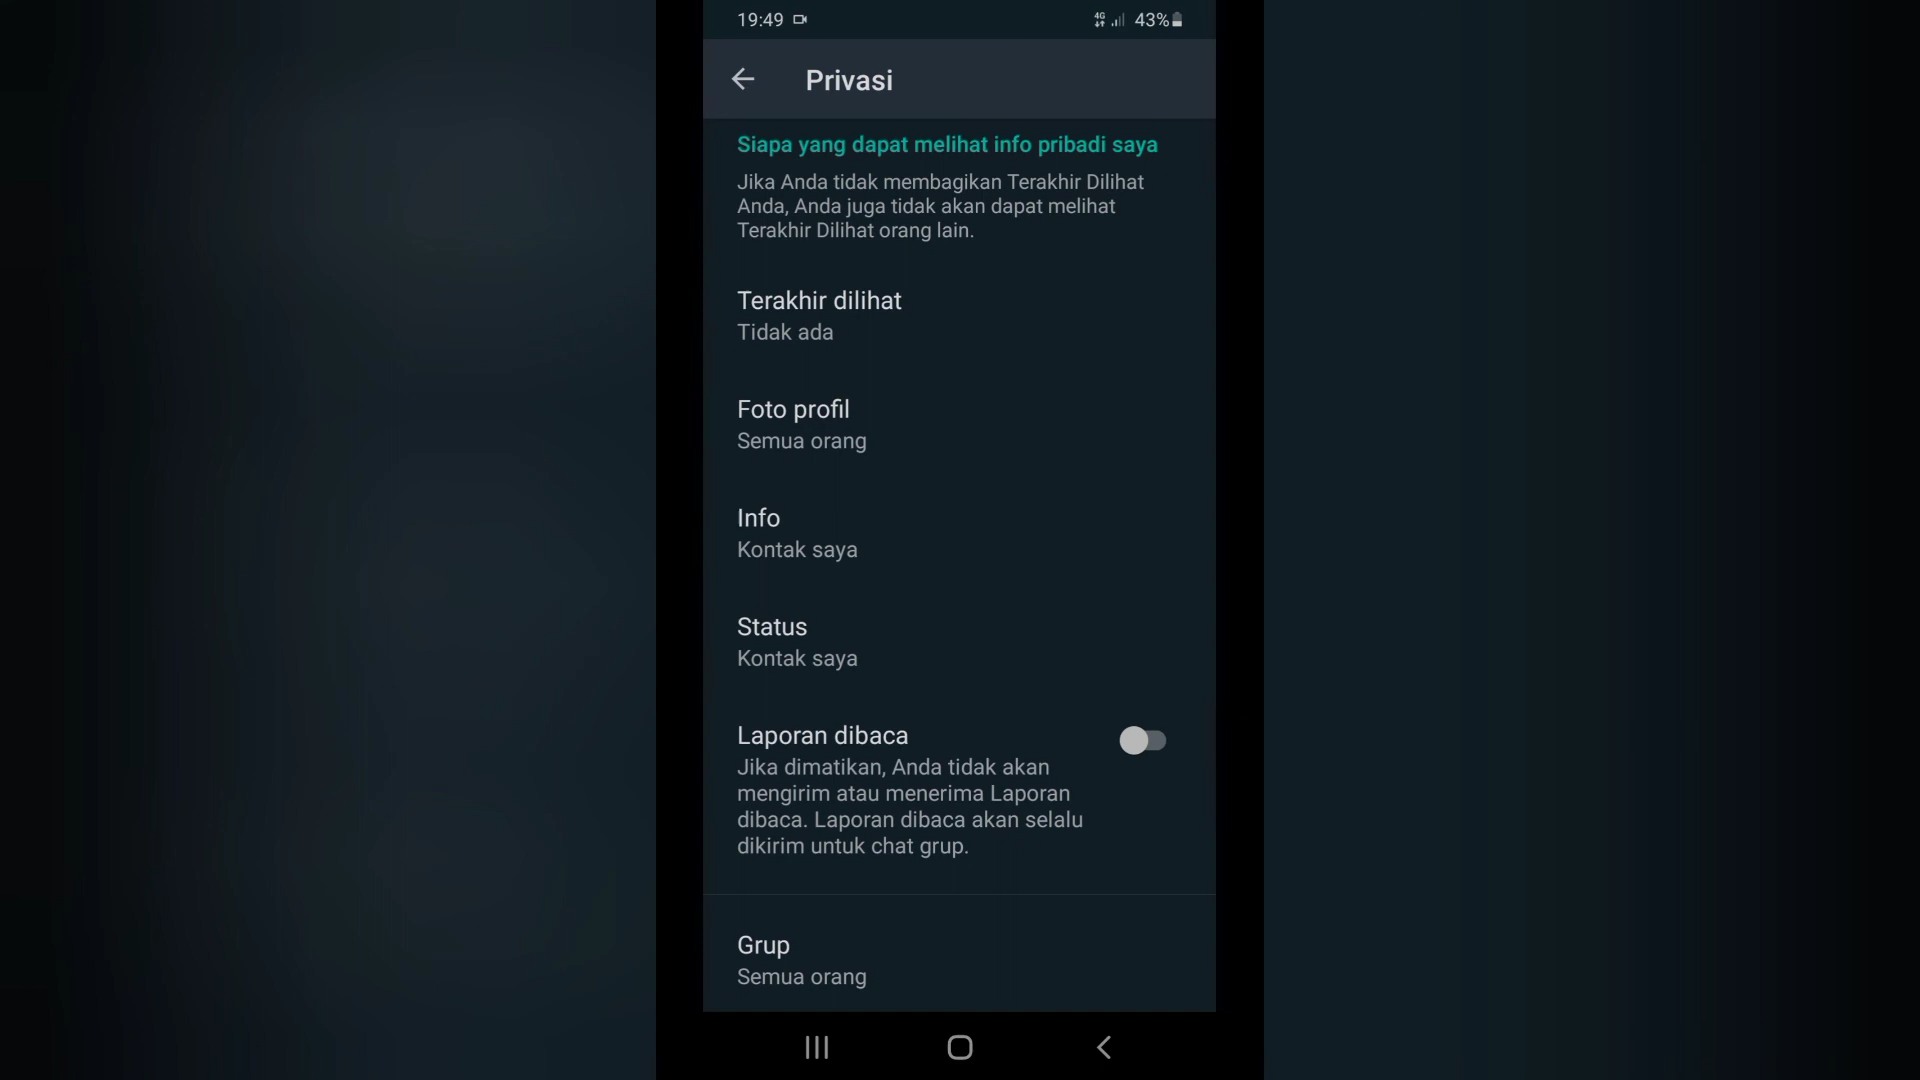 19:49 4G 43%
Privasi
Siapa yang dapat melihat info pribadi saya
Jika Anda tidak membagikan Terakhir Dilihat
Anda, Anda juga tidak akan dapat melihat
Terakhir Dilihat orang lain.
Terakhir dilihat
Tidak ada
Foto profil
Semua orang
Info
Kontak saya
Status
Kontak saya
Laporan dibaca
Jika dimatikan, Anda tidak akan
mengirim atau menerima Laporan
dibaca. Laporan dibaca akan selalu
dikirim untuk chat grup.
Grup
Semua orang